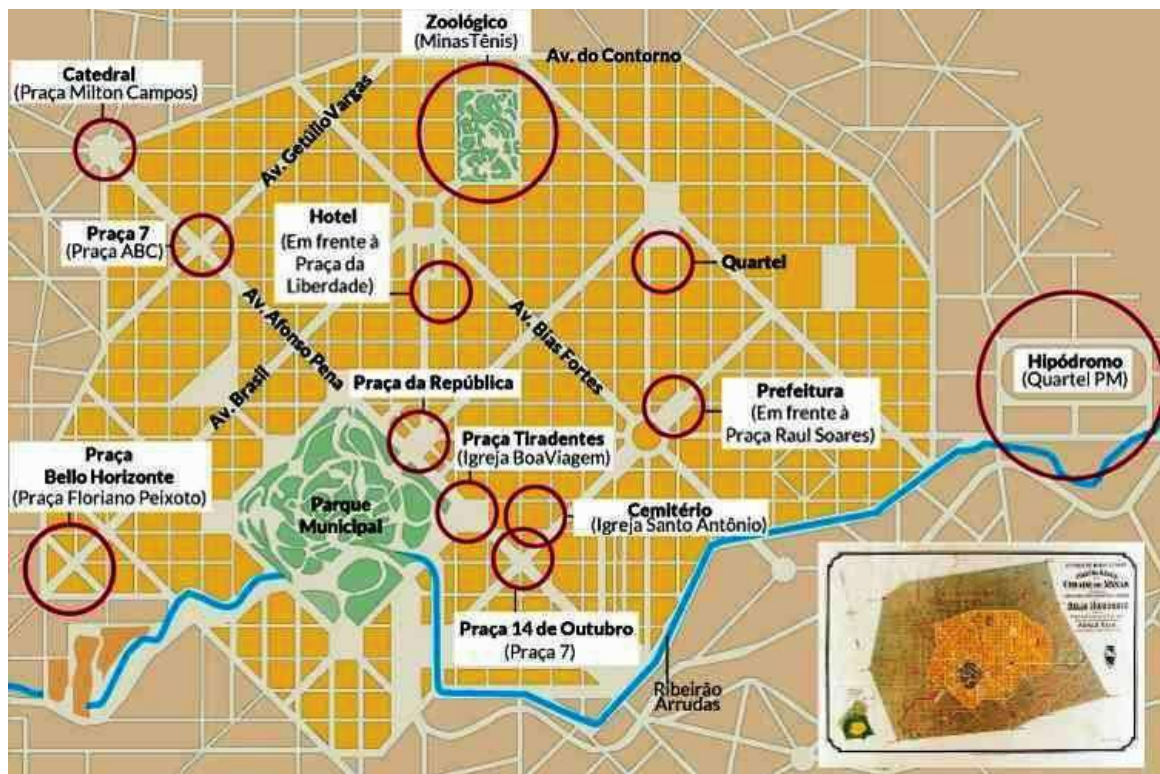 Zoológico
(MinasTênis)
Av. do Contorno
Catedral
(Praça Milton Campos)
Av. GetúlioVargas
Praça 7
(Praça ABC)
Hotel
(Em frente à
Praça da
Liberdade)
Quartel
Av. Afonso Pena
Av. Bias Fortes
Av. Brasil
Praça da República
Prefeitura
(Em frente à
Praça Raul Soares)
Hipódromo
(Quartel PM)
Praça
Bello Horizonte
(Praça Floriano Peixoto)
Praça Tiradentes
(Igreja BoaViagem)
Parque
Municipal
Cemitério
(Igreja Santo Antônio)
Praça 14 de Outubro
(Praça 7)
Ribeirão
Arrudas